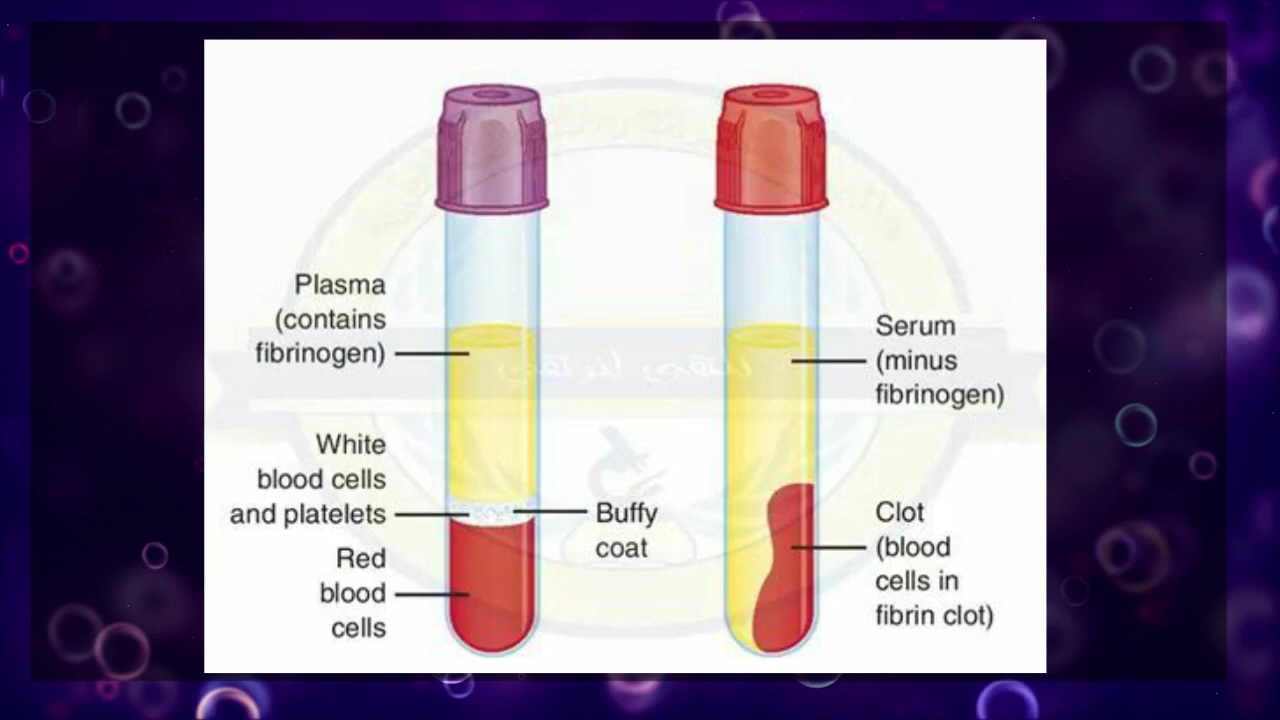 Plasma
(contains
fibrinogen)
White
blood cells
and platelets
Red
blood
cells
Buffy
coat
Serum
(minus
fibrinogen)
Clot
(blood
cells in
fibrin clot)